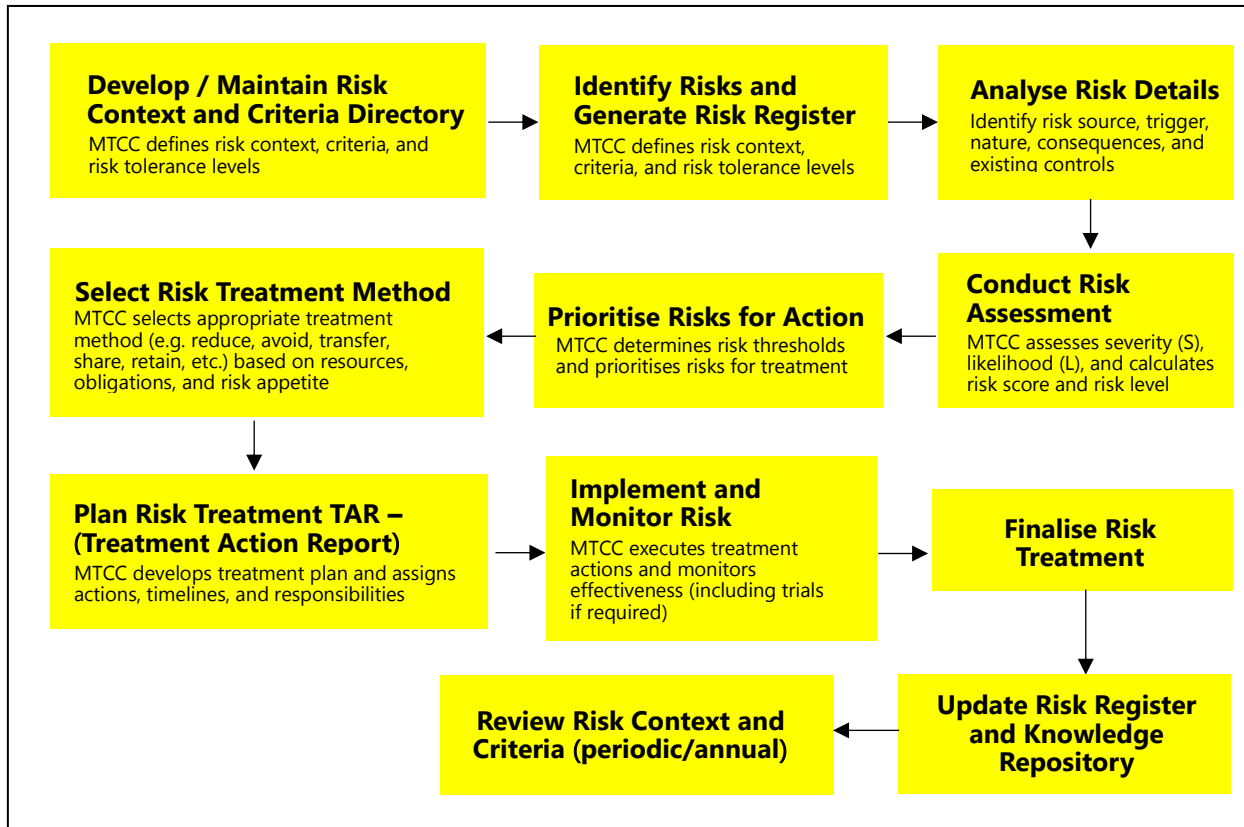 Develop / Maintain Risk
Context and Criteria Directory
MTCC defines risk context, criteria, and
risk tolerance levels
Identify Risks and
Generate Risk Register
MTCC defines risk context,
criteria, and risk tolerance levels
Analyse Risk Details
Identify risk source, trigger,
nature, consequences, and
existing controls
Conduct Risk
Assessment
MTCC assesses severity (S),
likelihood (L), and calculates
risk score and risk level
Prioritise Risks for Action
MTCC determines risk thresholds
and prioritises risks for treatment
Select Risk Treatment Method
MTCC selects appropriate treatment
method (e.g. reduce, avoid, transfer,
share, retain, etc.) based on resources,
obligations, and risk appetite
Plan Risk Treatment TAR –
(Treatment Action Report)
MTCC develops treatment plan and assigns
actions, timelines, and responsibilities
Implement and
Monitor Risk
MTCC executes treatment
actions and monitors
effectiveness (including trials
if required)
Finalise Risk
Treatment
Update Risk Register
and Knowledge
Repository
Review Risk Context and
Criteria (periodic/annual)